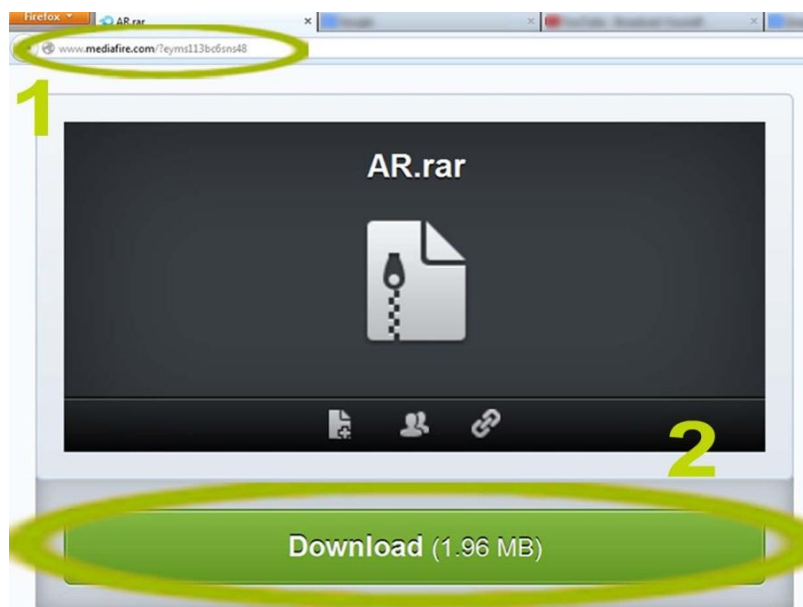 Firefox
AR.rar
www.mediafire.com/?eyms113bc6sns48
1
AR.rar
2
Download (1.96 MB)